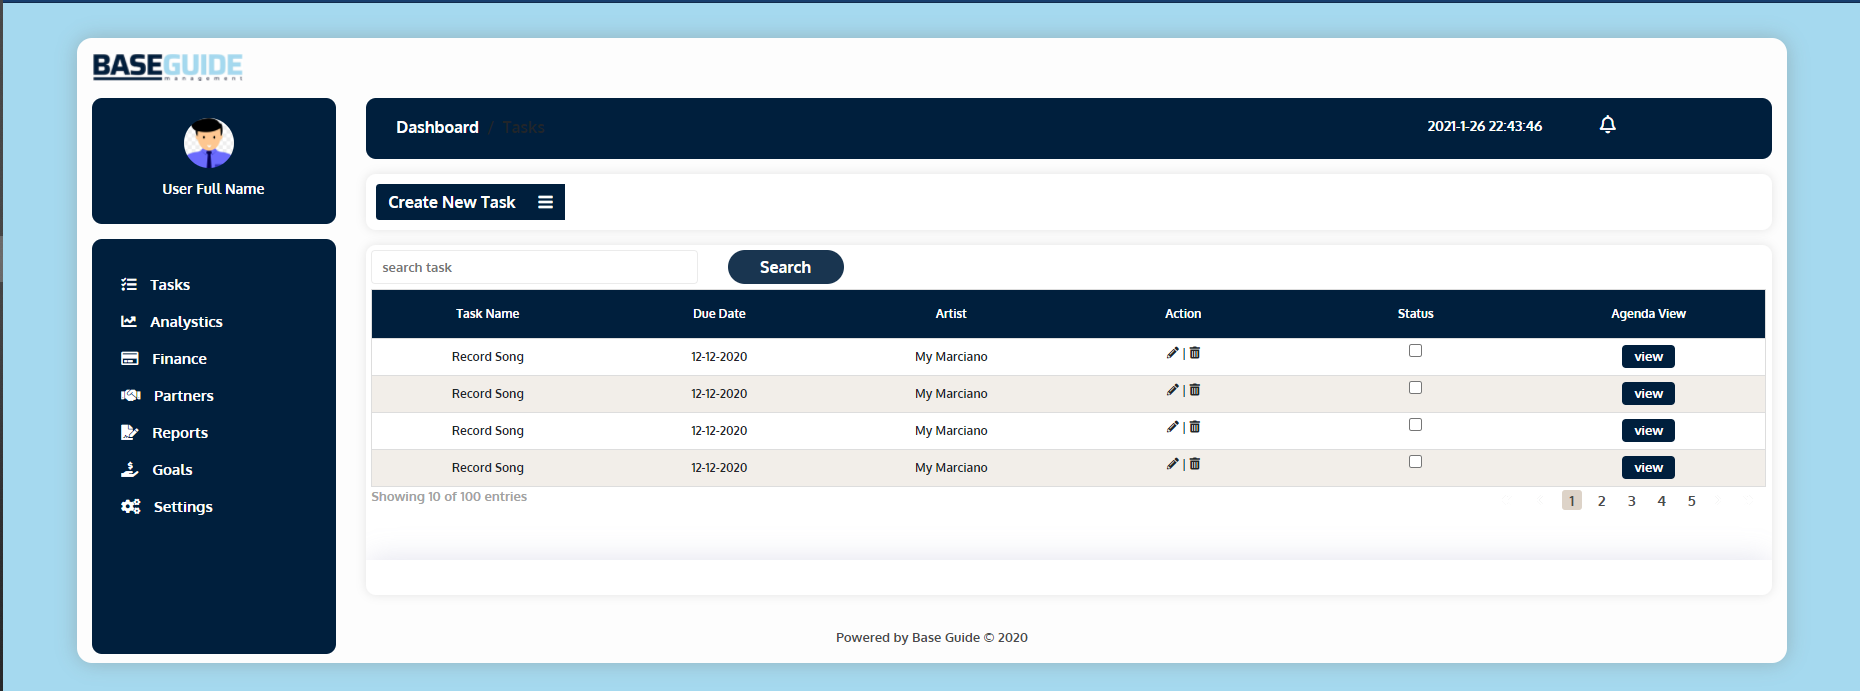 BASEGUIDE
management
User Full Name
Dashboard / Tasks
2021-1-26 22:43:46
Tasks
Analystics
Finance
Partners
Reports
Goals
Settings
Create New Task
search task
Search
Task Name Due Date Artist Action Status Agenda View
Record Song 12-12-2020 My Marciano | view
Record Song 12-12-2020 My Marciano | view
Record Song 12-12-2020 My Marciano | view
Record Song 12-12-2020 My Marciano | view
Showing 10 of 100 entries
1 2 3 4 5
Powered by Base Guide © 2020